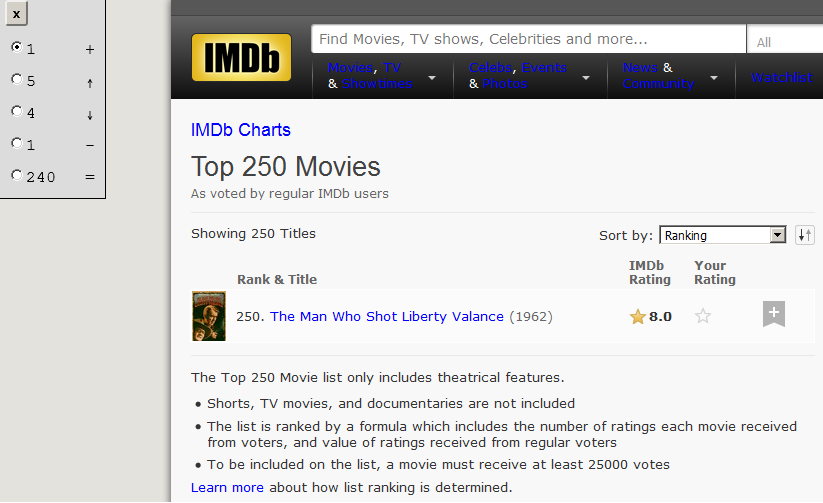 x
1 +
5 ↑
4 ↓
1 -
240 =
IMDb
Find Movies, TV shows, Celebrities and more...
All
Movies, TV
& Showtimes
Celebs, Events
& Photos
News &
Community
Watchlist
IMDb Charts
Top 250 Movies
As voted by regular IMDb users
Showing 250 Titles
Sort by: Ranking
Rank & Title
IMDb
Rating
Your
Rating
250. The Man Who Shot Liberty Valance (1962) 8.0
The Top 250 Movie list only includes theatrical features.
• Shorts, TV movies, and documentaries are not included
• The list is ranked by a formula which includes the number of ratings each movie received
from voters, and value of ratings received from regular voters
• To be included on the list, a movie must receive at least 25000 votes
Learn more about how list ranking is determined.